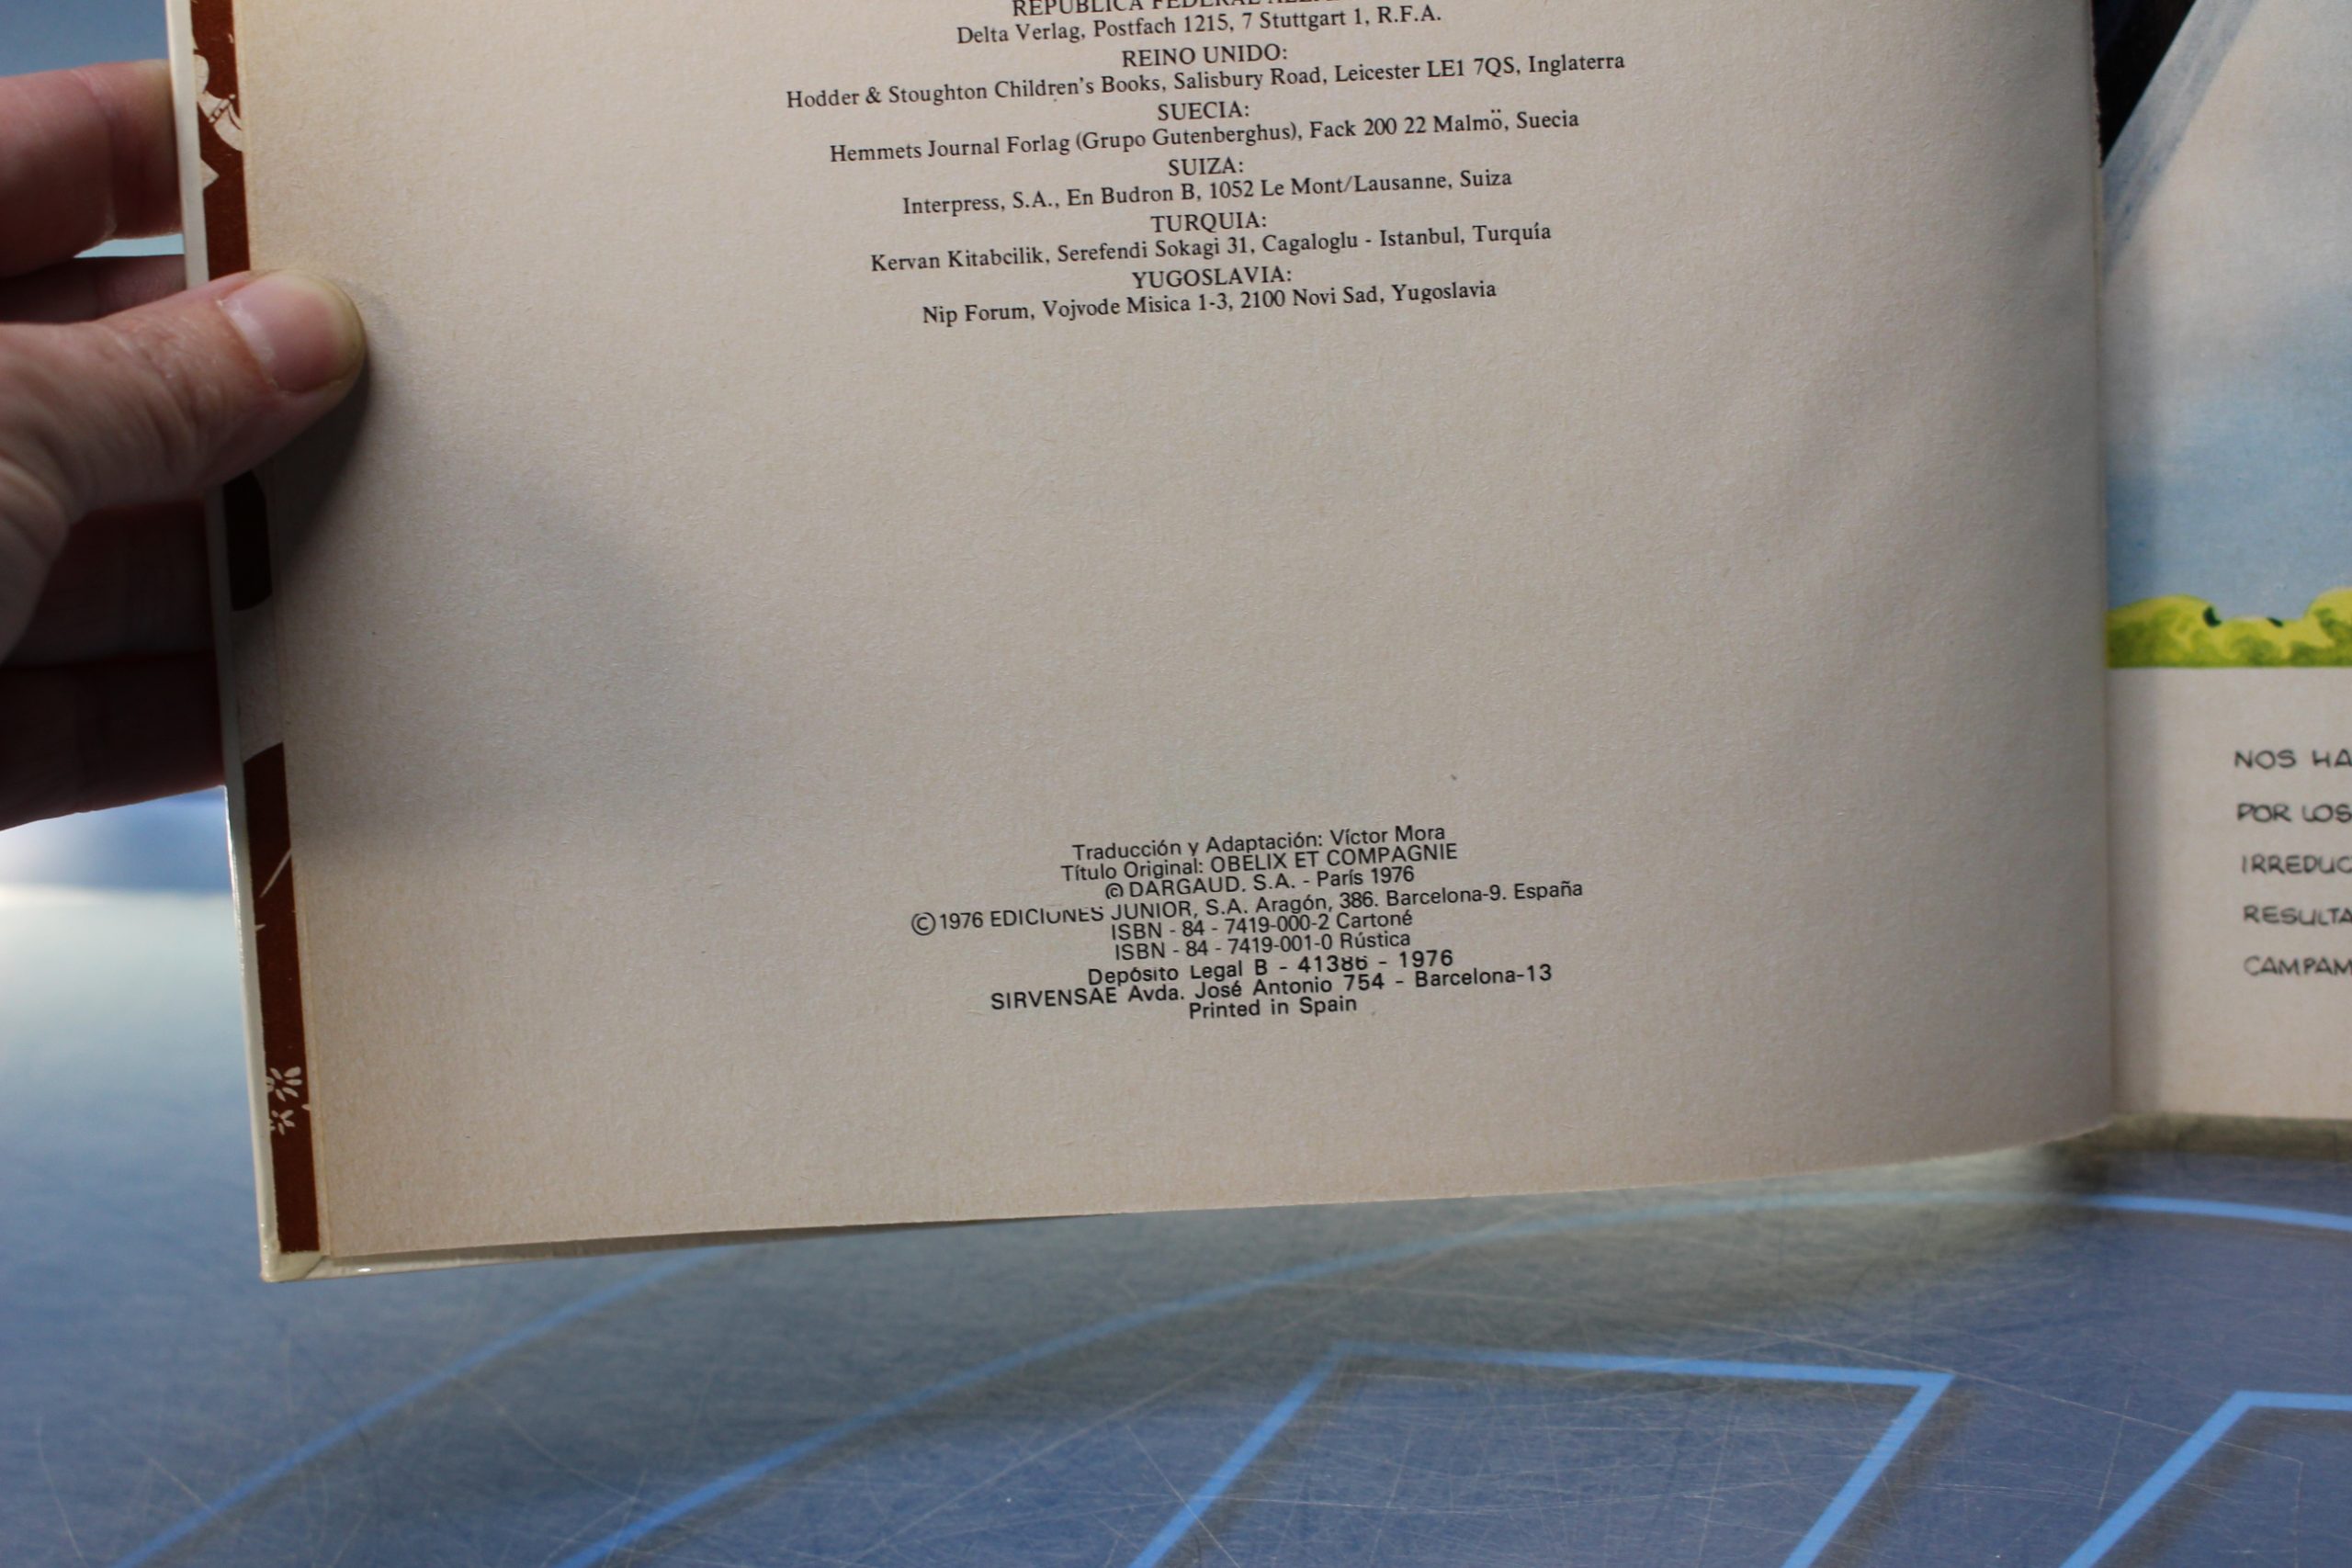 REPUBLICA FEDERAL
Delta Verlag, Postfach 1215, 7 Stuttgart 1, R.F.A.
REINO UNIDO:
Hodder & Stoughton Children's Books, Salisbury Road, Leicester LE1 7QS, Inglaterra
SUECIA:
Hemmets Journal Forlag (Grupo Gutenberghus), Fack 200 22 Malmö, Suecia
SUIZA:
Interpress, S.A., En Budron B, 1052 Le Mont/Lausanne, Suiza
TURQUIA:
Kervan Kitabcilik, Serefendi Sokagi 31, Cagaloglu - Istanbul, Turquía
YUGOSLAVIA:
Nip Forum, Vojvode Misica 1-3, 2100 Novi Sad, Yugoslavia
Traducción y Adaptación: Víctor Mora
Título Original: OBELIX ET COMPAGNIE
© DARGAUD. S.A. - París 1976
© 1976 EDICIONES JUNIOR, S.A. Aragón, 386. Barcelona-9. España
ISBN - 84 - 7419-000-2 Cartoné
ISBN - 84 - 7419-001-0 Rústica
Depósito Legal B - 41386 - 1976
SIRVENSAE Avda. José Antonio 754 - Barcelona-13
Printed in Spain
NOS HA
POR LOS
IRREDUC
RESULTA
CAMPAM